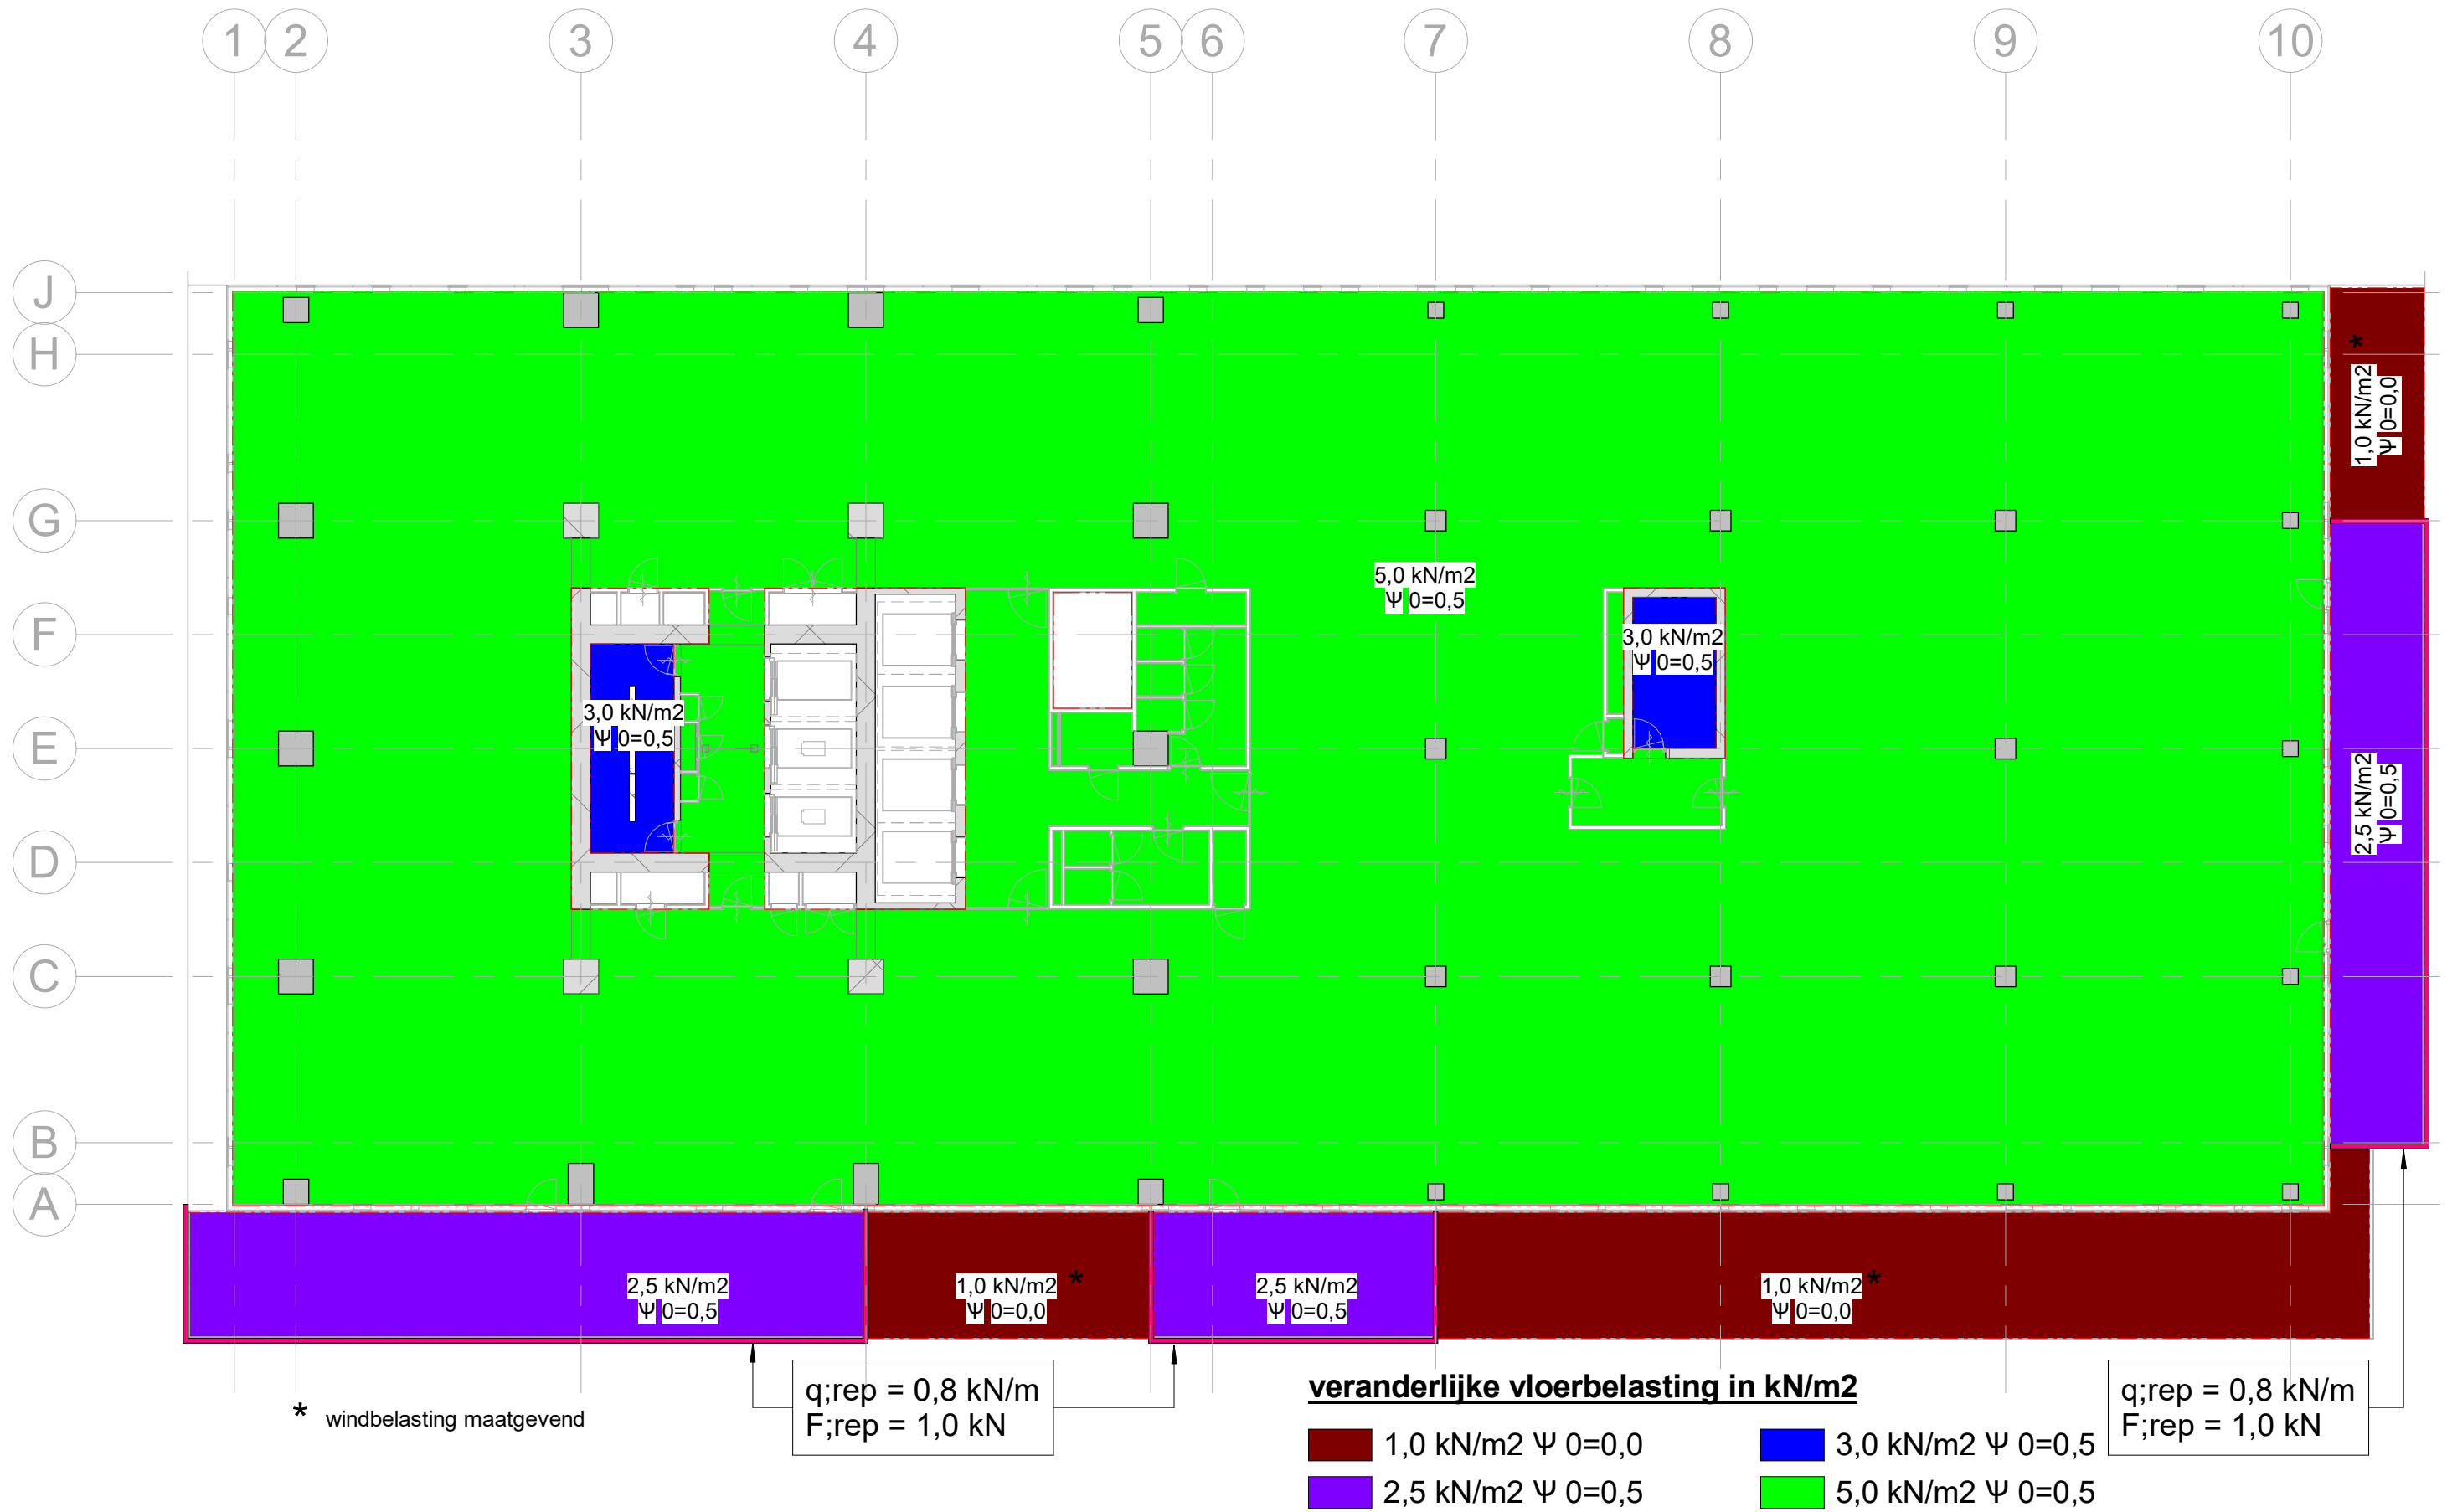 1 2 3 4 5 6 7 8 9 10
J
H
G
F
E
D
C
B
A
*
1,0 kN/m2
Ψ 0=0,0
5,0 kN/m2
Ψ 0=0,5
3,0 kN/m2
Ψ 0=0,5
3,0 kN/m2
Ψ 0=0,5
2,5 kN/m2
Ψ 0=0,5
2,5 kN/m2
Ψ 0=0,5
1,0 kN/m2 *
Ψ 0=0,0
2,5 kN/m2
Ψ 0=0,5
1,0 kN/m2 *
Ψ 0=0,0
* windbelasting maatgevend
q;rep = 0,8 kN/m
F;rep = 1,0 kN
veranderlijke vloerbelasting in kN/m2
1,0 kN/m2 Ψ 0=0,0
3,0 kN/m2 Ψ 0=0,5
2,5 kN/m2 Ψ 0=0,5
5,0 kN/m2 Ψ 0=0,5
q;rep = 0,8 kN/m
F;rep = 1,0 kN